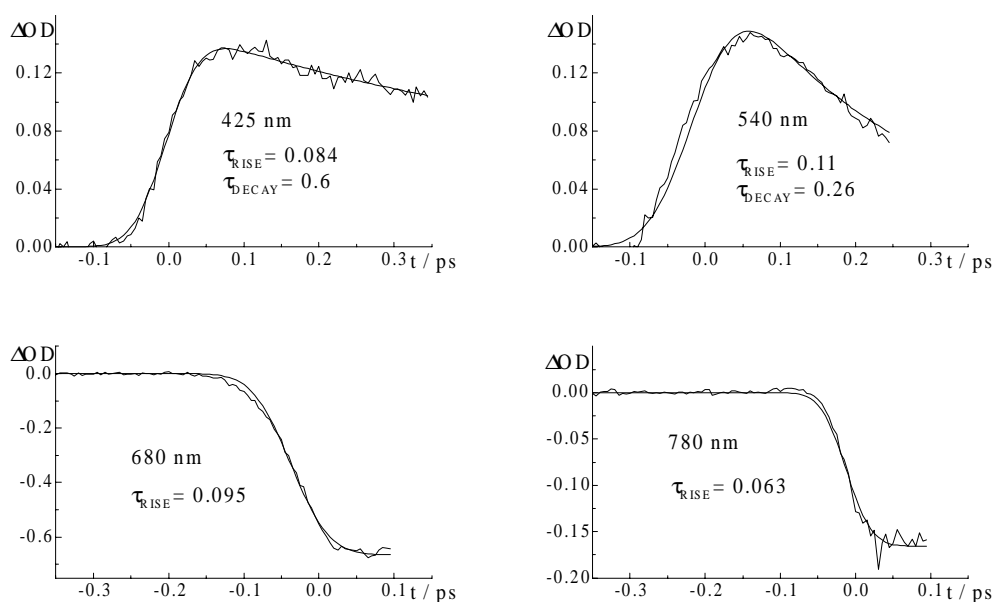 ΔOD
0.12
0.08
0.04
0.00
425 nm
τRISE = 0.084
τDECAY = 0.6
-0.1 0.0 0.1 0.2 0.3 t / ps
ΔOD
0.12
0.08
0.04
0.00
540 nm
τRISE = 0.11
τDECAY = 0.26
-0.1 0.0 0.1 0.2 0.3 t / ps
ΔOD
0.0
-0.2
-0.4
-0.6
680 nm
τRISE = 0.095
-0.3 -0.2 -0.1 0.0 0.1 t / ps
ΔOD
0.00
-0.05
-0.10
-0.15
-0.20
780 nm
τRISE = 0.063
-0.3 -0.2 -0.1 0.0 0.1 t / ps